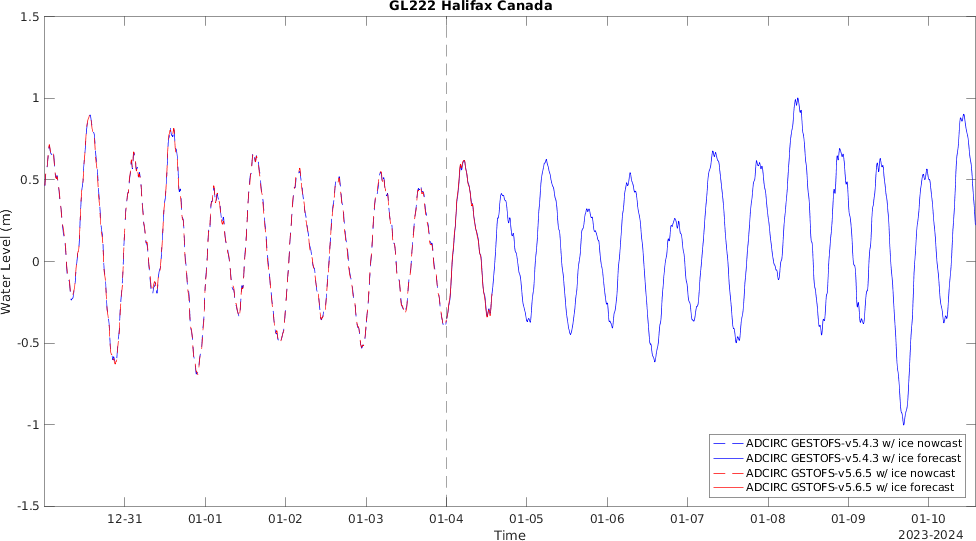 GL222 Halifax Canada
1.5
1
0.5
0
-0.5
-1
-1.5
Water Level (m)
ADCIRC GESTOFS-v5.4.3 w/ ice nowcast
ADCIRC GESTOFS-v5.4.3 w/ ice forecast
ADCIRC GSTOFS-v5.6.5 w/ ice nowcast
ADCIRC GSTOFS-v5.6.5 w/ ice forecast
12-31 01-01 01-02 01-03 01-04 01-05 01-06 01-07 01-08 01-09 01-10
Time
2023-2024